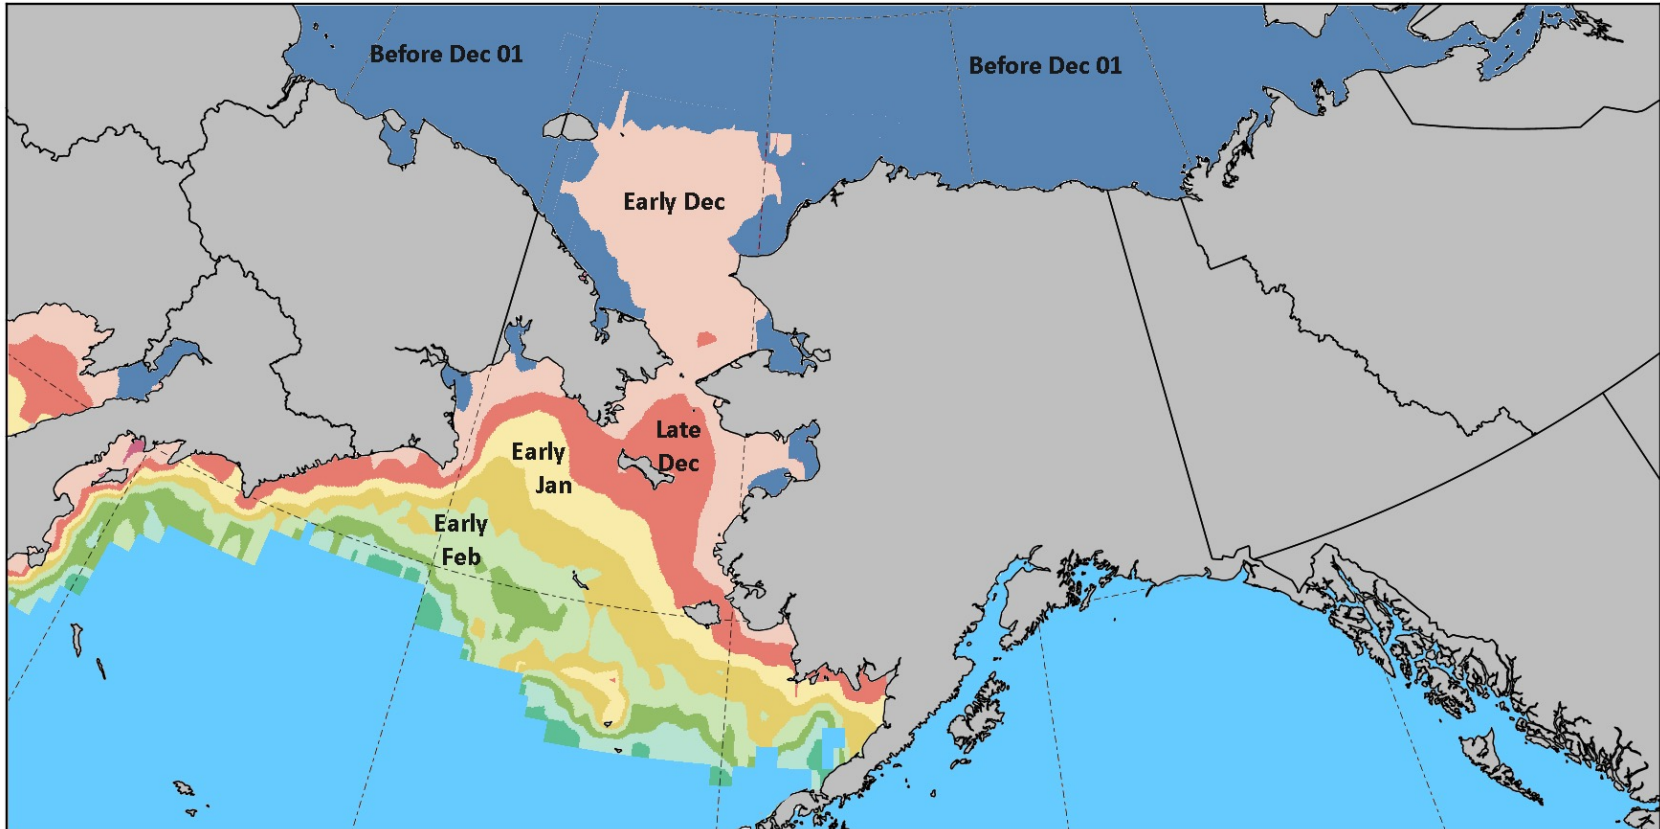 Before Dec 01
Before Dec 01
Early Dec
Late
Dec
Early
Jan
Early
Feb